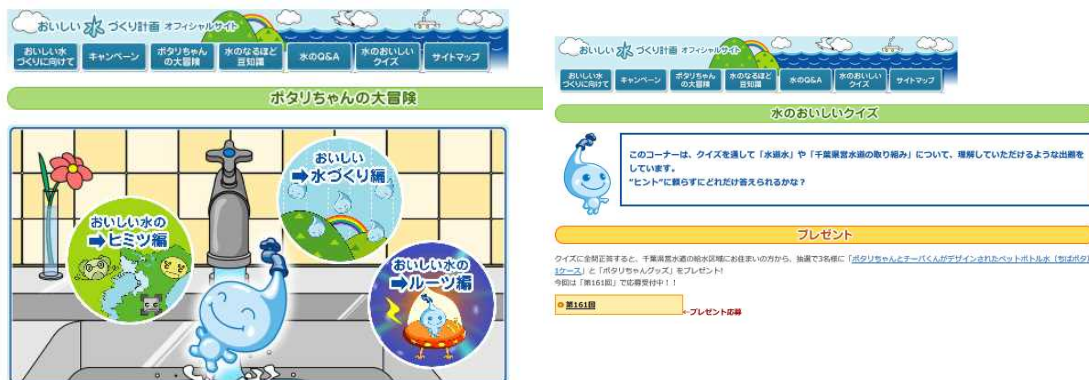 おいしい水づくり計画 オフィシャルサイト
おいしい水
づくりに向けて
キャンペーン
ポタリちゃん
の大冒険
水のなるほど
豆知識
水のQ&A
水のおいしい
クイズ
サイトマップ
ポタリちゃんの大冒険
おいしい
➡水づくり編
おいしい水の
➡ヒミツ編
おいしい水の
➡ルーツ編
おいしい水づくり計画 オフィシャルサイト
おいしい水
づくりに向けて
キャンペーン
ポタリちゃん
の大冒険
水のなるほど
豆知識
水のQ&A
水のおいしい
クイズ
サイトマップ
水のおいしいクイズ
このコーナーは、クイズを通して「水道水」や「千葉県営水道の取り組み」について、理解していただけるような出題を
しています。
"ヒント"に頼らずにどれだけ答えられるかな？
プレゼント
クイズに全問正答すると、千葉県営水道の給水区域にお住まいの方から、抽選で3名様に「ポタリちゃんとチーバくんがデザインされたペットボトル水（ちばポタリ
1ケース」と「ポタリちゃんグッズ」をプレゼント!
今回は「第161回」で応募受付中！！
第161回
←プレゼント応募